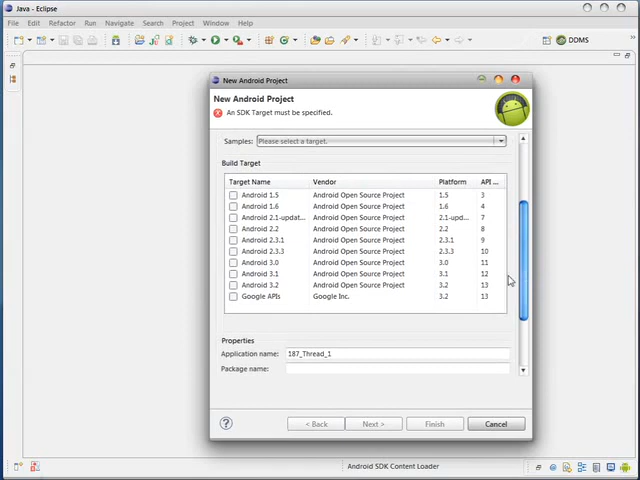 Java - Eclipse
File Edit Refactor Run Navigate Search Project Window Help
DDMS
New Android Project
New Android Project
An SDK Target must be specified.
Samples: Please select a target.
Build Target
Target Name Vendor Platform API ...
Android 1.5 Android Open Source Project 1.5 3
Android 1.6 Android Open Source Project 1.6 4
Android 2.1-updat... Android Open Source Project 2.1-upd... 7
Android 2.2 Android Open Source Project 2.2 8
Android 2.3.1 Android Open Source Project 2.3.1 9
Android 2.3.3 Android Open Source Project 2.3.3 10
Android 3.0 Android Open Source Project 3.0 11
Android 3.1 Android Open Source Project 3.1 12
Android 3.2 Android Open Source Project 3.2 13
Google APIs Google Inc. 3.2 13
Properties
Application name: 187_Thread_1
Package name:
< Back Next > Finish Cancel
Android SDK Content Loader